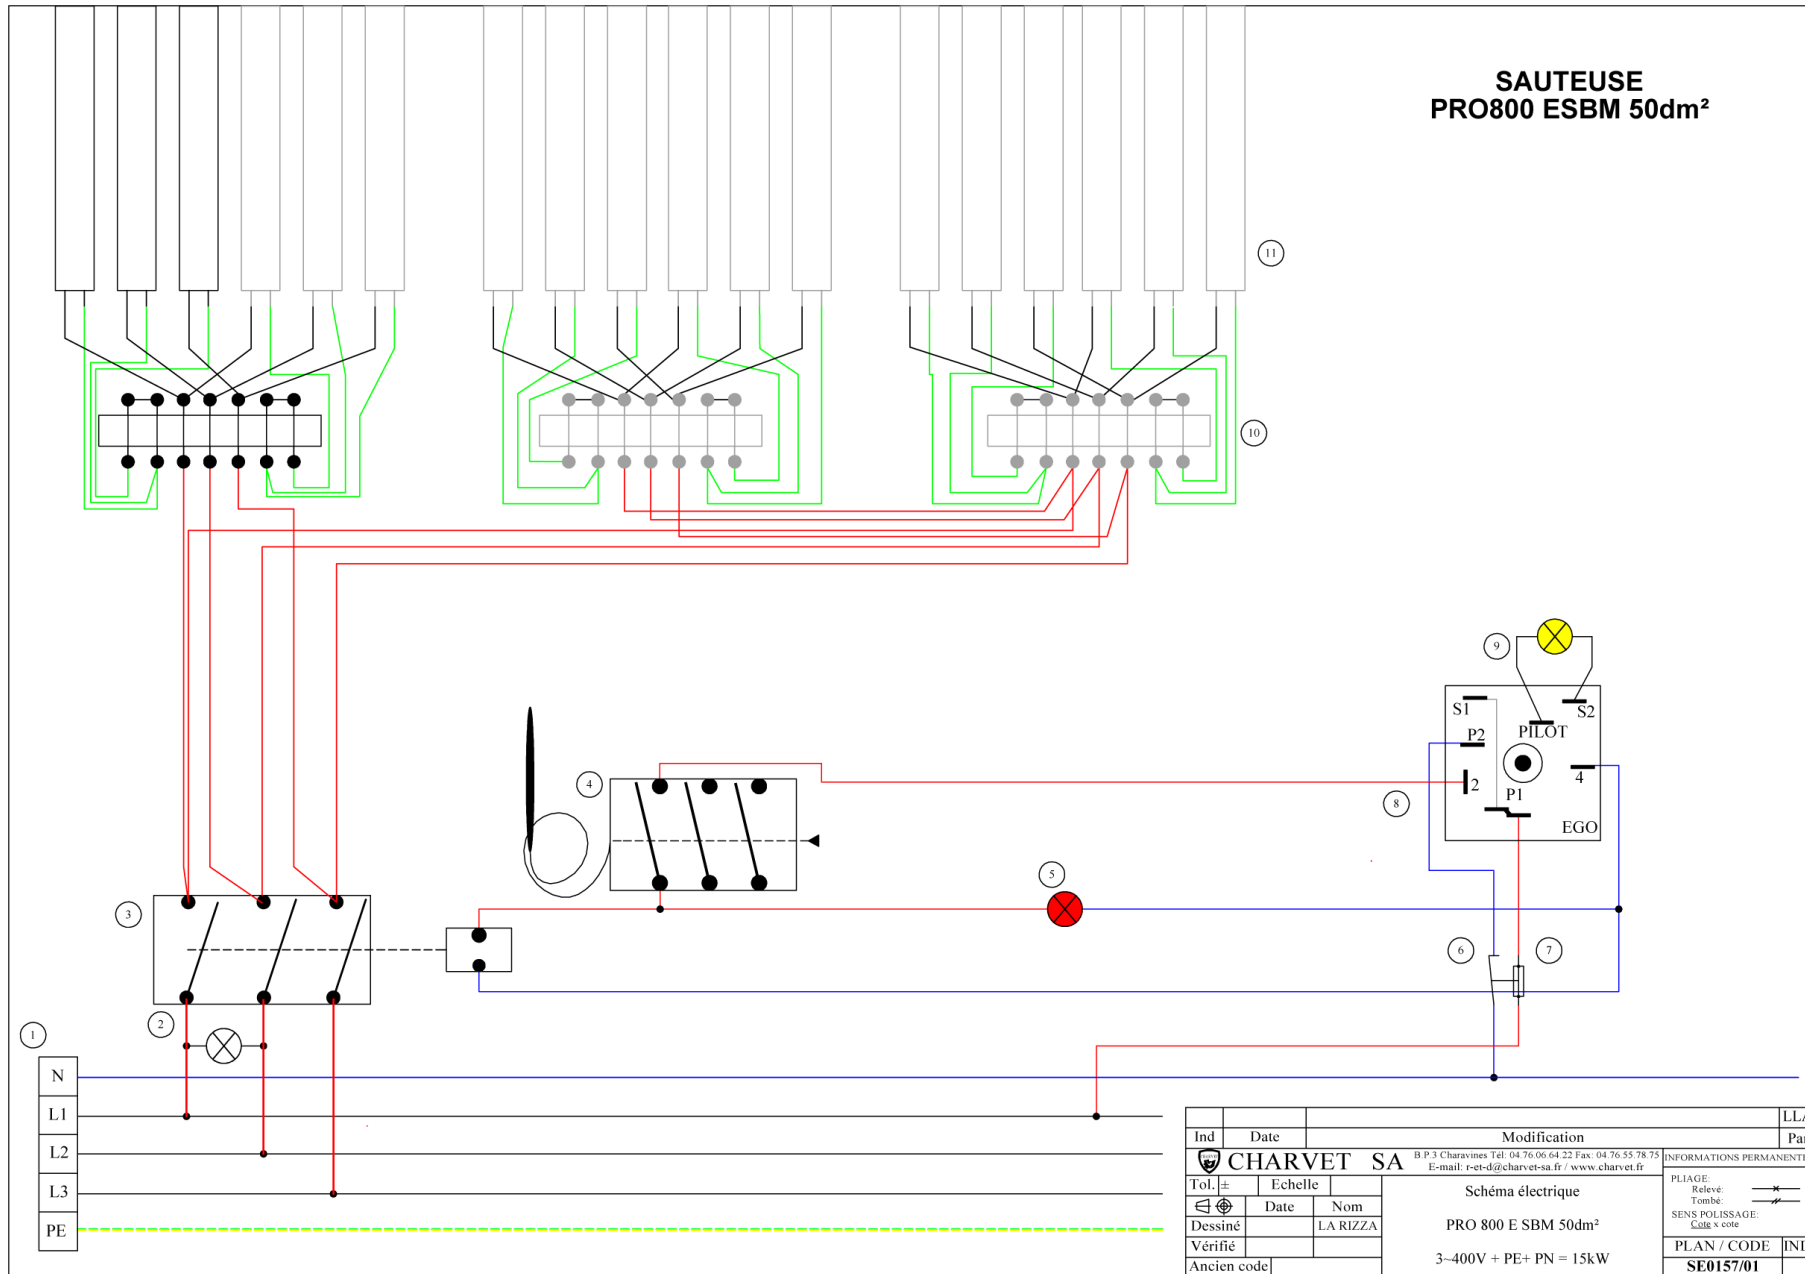 SAUTEUSE
PRO800 ESBM 50dm²
11
10
9
S1
S2
PILOT
P2
4
2
P1
8
EGO
4
5
3
6
7
2
1
N
L1
L2
L3
PE
Ind Date Modification
CHARVET SA
B.P.3 Charavines Tél: 04.76.06.64.22 Fax: 04.76.55.78.75
E-mail: r-et-d@charvet-sa.fr / www.charvet.fr
INFORMATIONS PERMANENTE
Tol. ± Echelle
Date Nom
Dessiné LA RIZZA
Vérifié
Ancien code
Schéma électrique
PRO 800 E SBM 50dm²
3~400V + PE+ PN = 15kW
PLIAGE:
Relevé:
Tombé:
SENS POLISSAGE:
Cote x cote
PLAN / CODE
SE0157/01